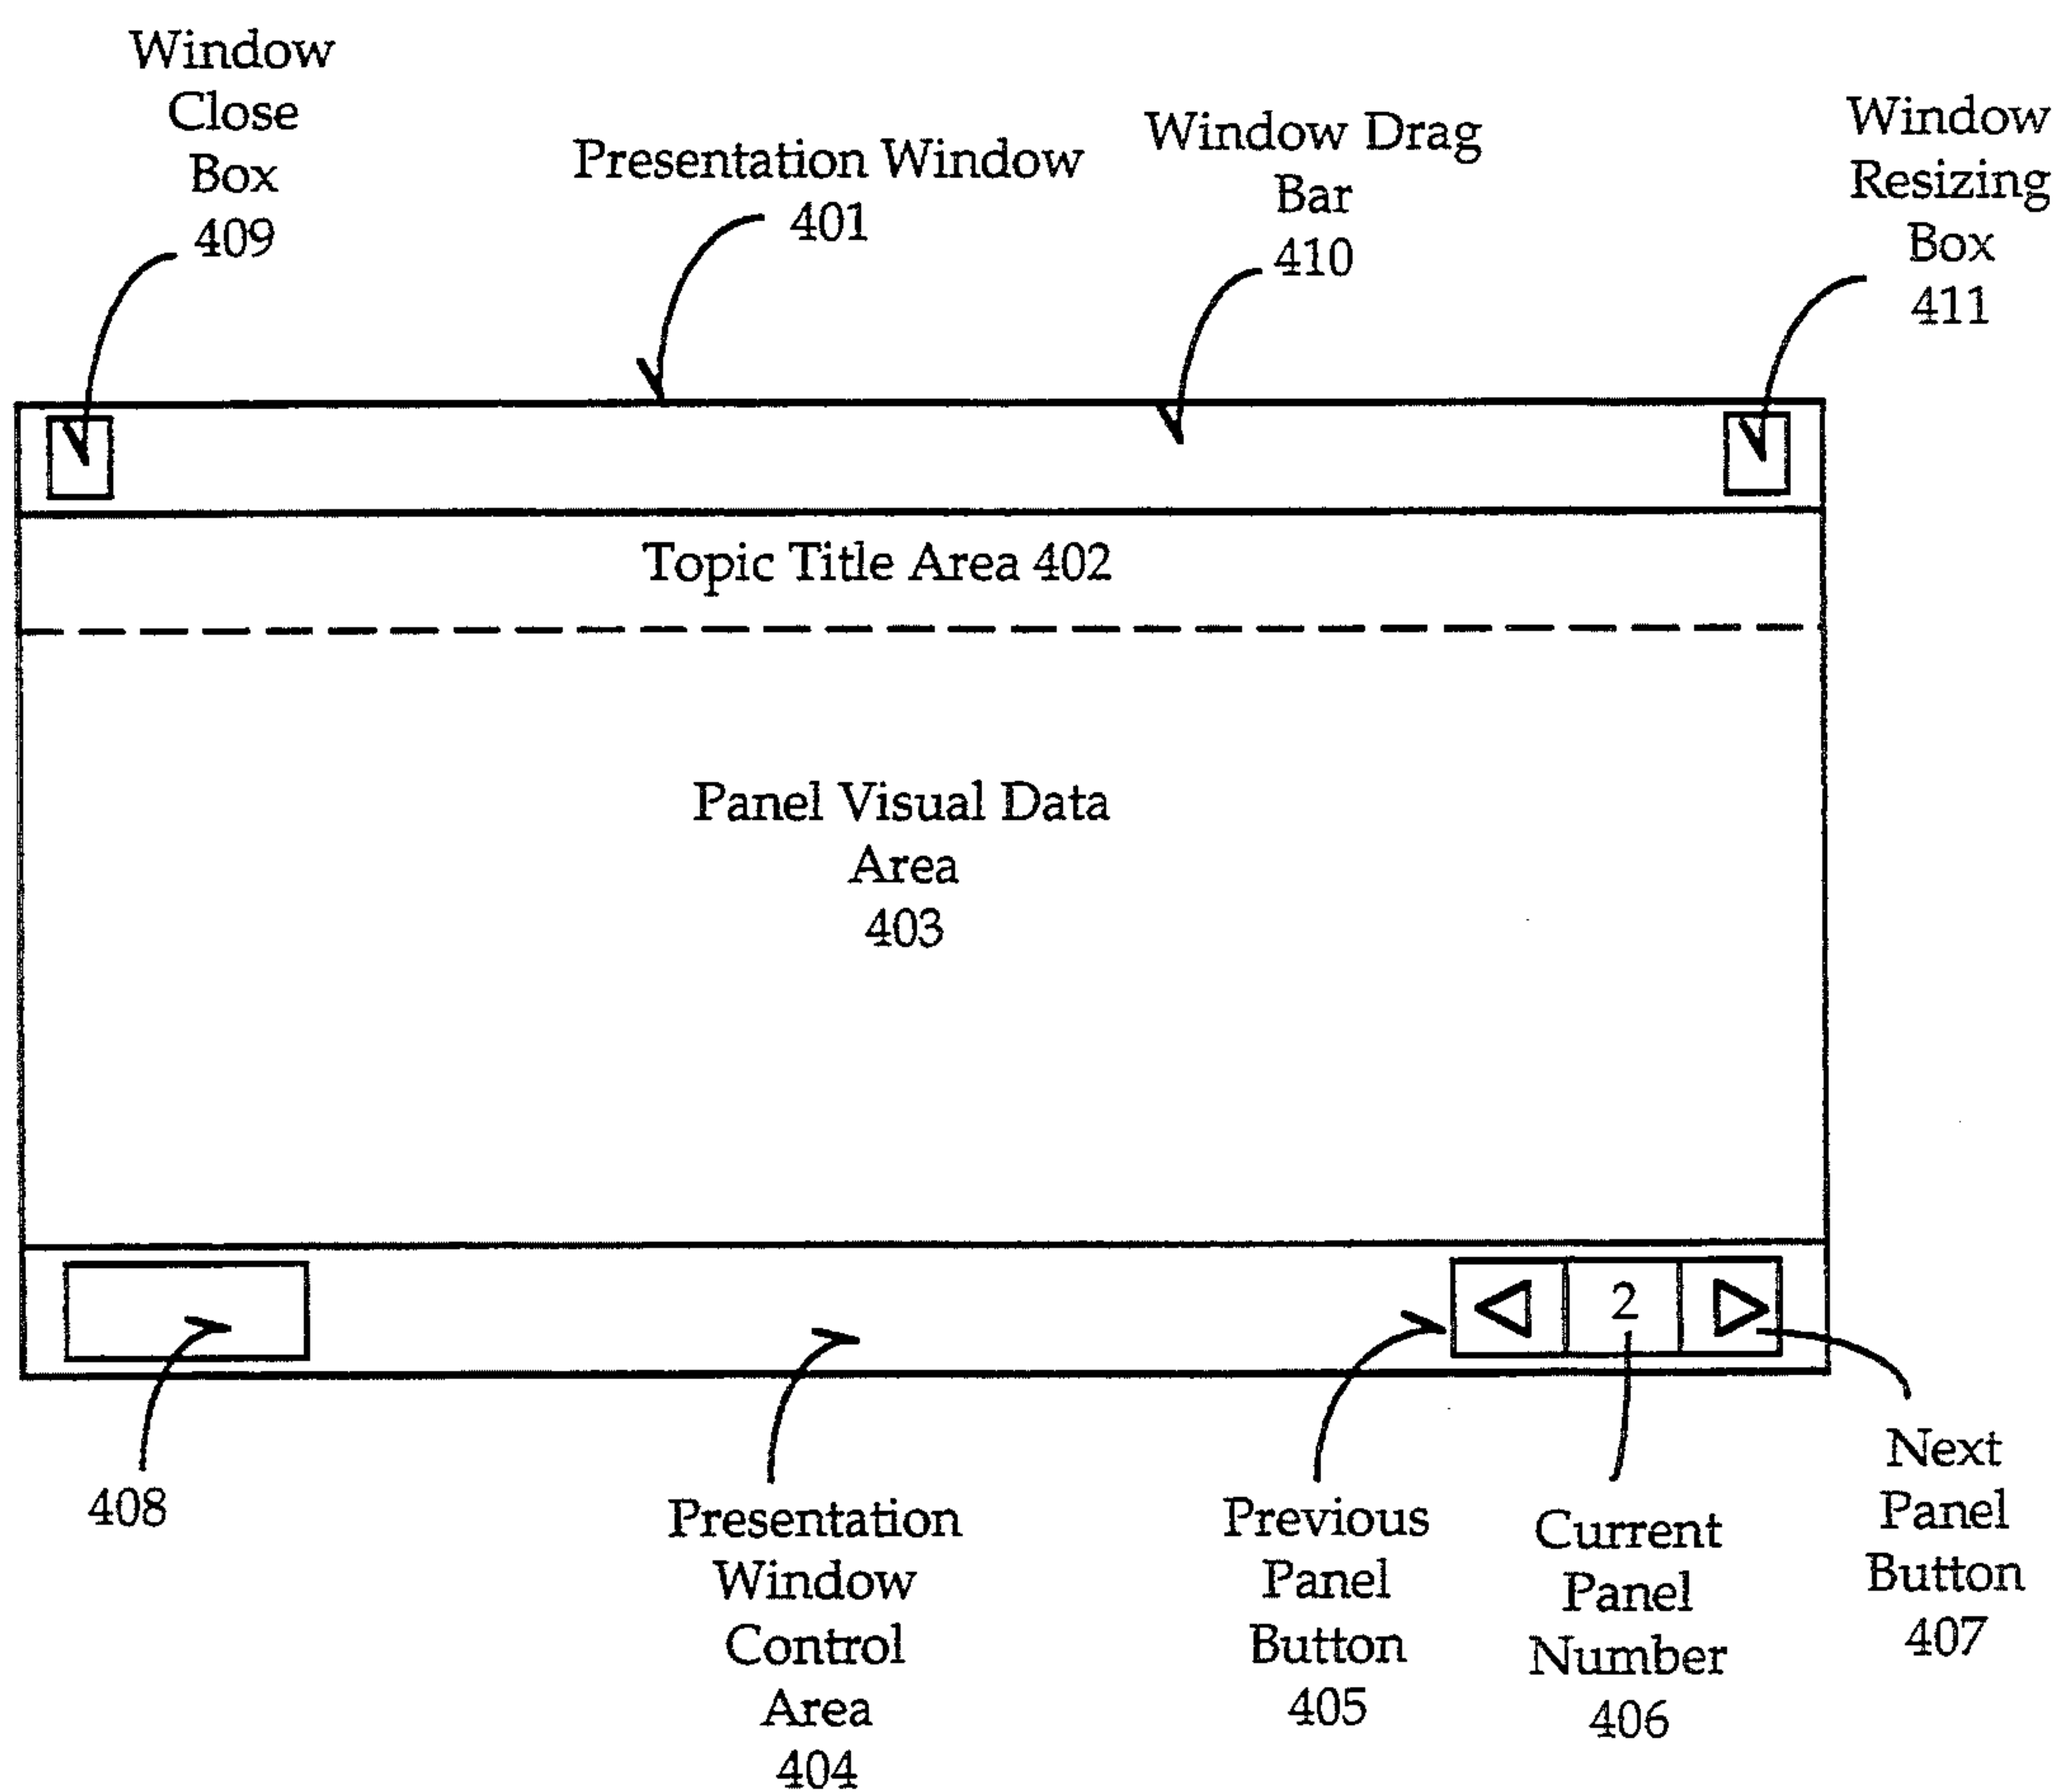 Window
Close
Box
409
Presentation Window
401
Window Drag
Bar
410
Window
Resizing
Box
411
Topic Title Area 402
Panel Visual Data
Area
403
2
408
Presentation
Window
Control
Area
404
Previous
Panel
Button
405
Current
Panel
Number
406
Next
Panel
Button
407